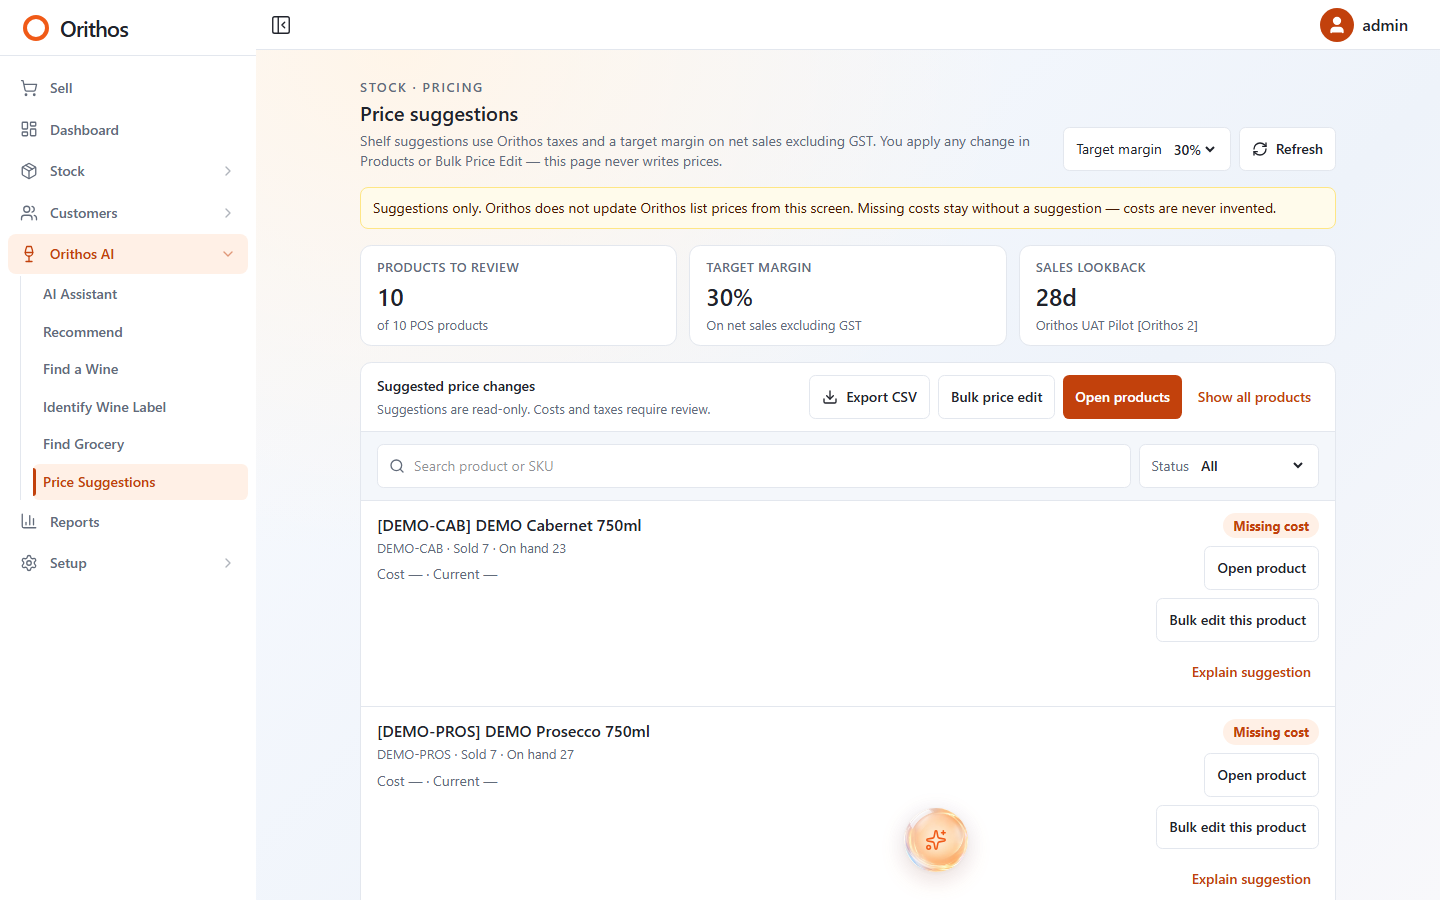 Orithos
admin
Sell
Dashboard
Stock
Customers
Orithos AI
AI Assistant
Recommend
Find a Wine
Identify Wine Label
Find Grocery
Price Suggestions
Reports
Setup
STOCK · PRICING
Price suggestions
Shelf suggestions use Orithos taxes and a target margin on net sales excluding GST. You apply any change in
Products or Bulk Price Edit — this page never writes prices.
Target margin 30%
Refresh
Suggestions only. Orithos does not update Orithos list prices from this screen. Missing costs stay without a suggestion — costs are never invented.
PRODUCTS TO REVIEW
10
of 10 POS products
TARGET MARGIN
30%
On net sales excluding GST
SALES LOOKBACK
28d
Orithos UAT Pilot [Orithos 2]
Suggested price changes
Suggestions are read-only. Costs and taxes require review.
Export CSV
Bulk price edit
Open products
Show all products
Search product or SKU
Status All
[DEMO-CAB] DEMO Cabernet 750ml
DEMO-CAB · Sold 7 · On hand 23
Cost — · Current —
Missing cost
Open product
Bulk edit this product
Explain suggestion
[DEMO-PROS] DEMO Prosecco 750ml
DEMO-PROS · Sold 7 · On hand 27
Cost — · Current —
Missing cost
Open product
Bulk edit this product
Explain suggestion